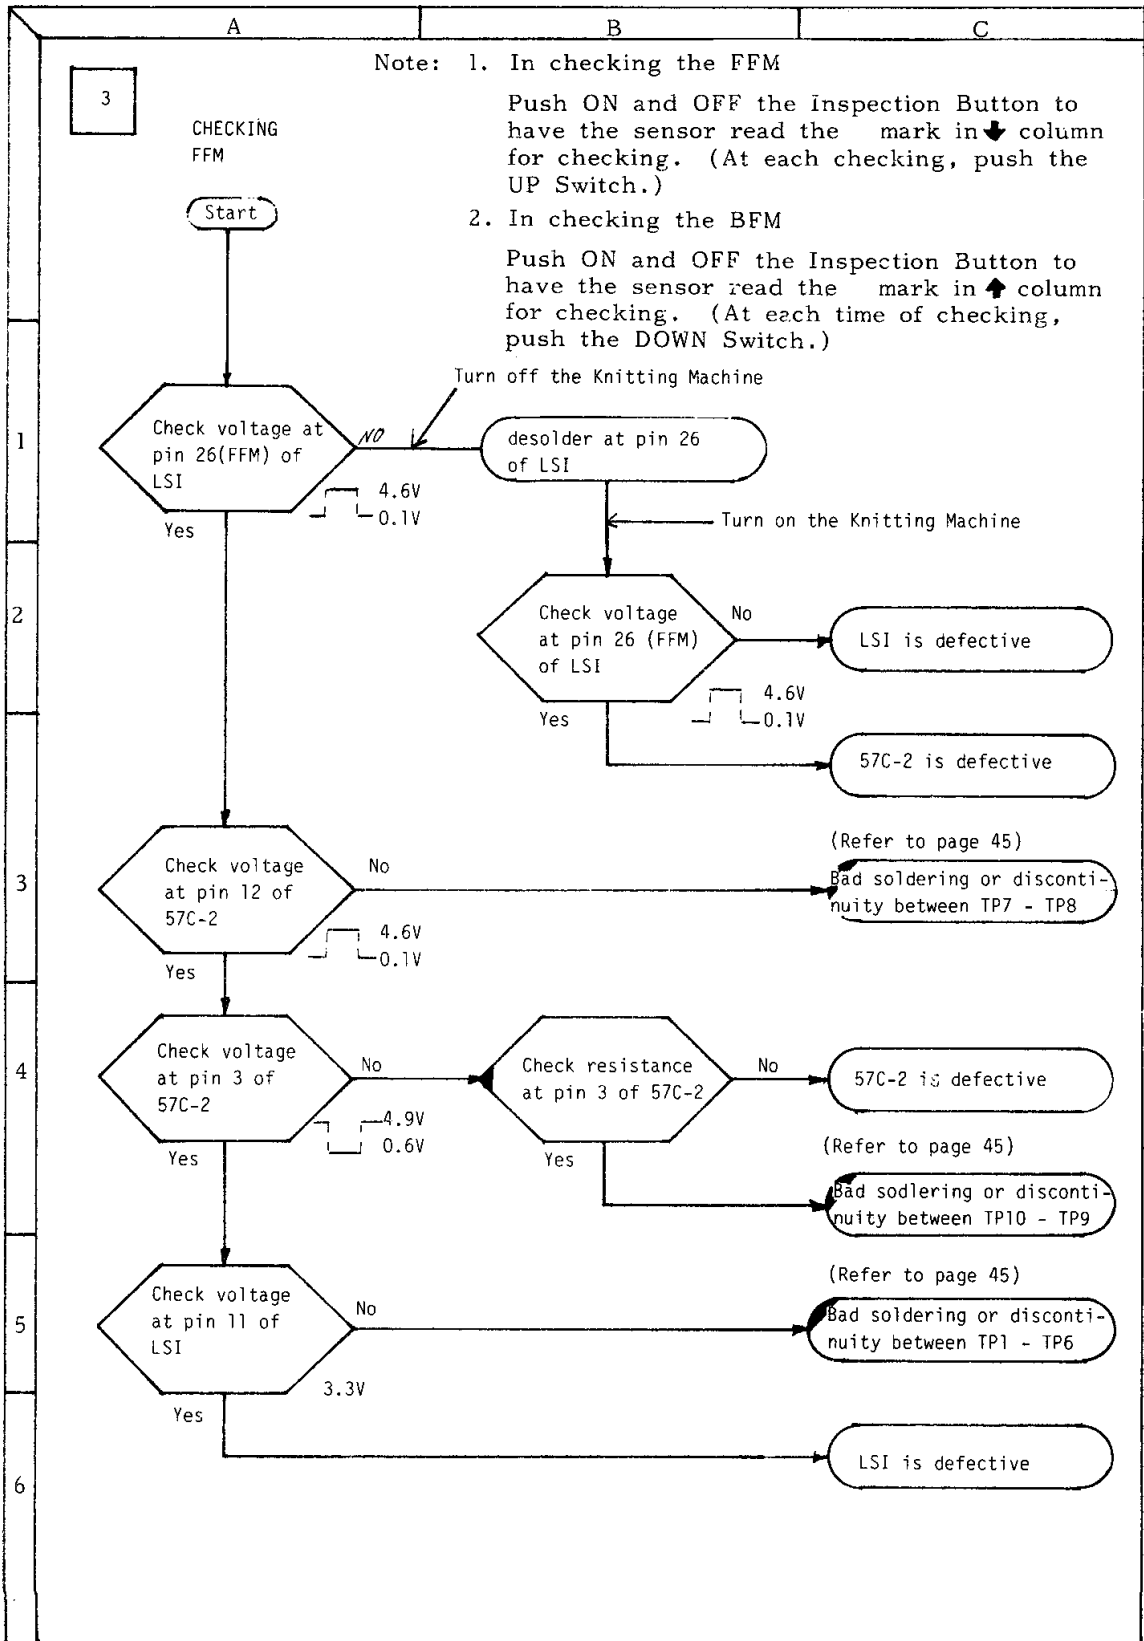 A B C
3
CHECKING
FFM
Start
Note: 1. In checking the FFM
Push ON and OFF the Inspection Button to
have the sensor read the mark in column
for checking. (At each checking, push the
UP Switch.)
2. In checking the BFM
Push ON and OFF the Inspection Button to
have the sensor read the mark in column
for checking. (At each time of checking,
push the DOWN Switch.)
Turn off the Knitting Machine
1
Check voltage at
pin 26(FFM) of
LSI
NO
4.6V
0.1V
Yes
desolder at pin 26
of LSI
Turn on the Knitting Machine
2
Check voltage
at pin 26 (FFM)
of LSI
No
4.6V
0.1V
Yes
LSI is defective
57C-2 is defective
3
Check voltage
at pin 12 of
57C-2
No
4.6V
0.1V
Yes
(Refer to page 45)
Bad soldering or disconti-
nuity between TP7 - TP8
4
Check voltage
at pin 3 of
57C-2
No
4.9V
0.6V
Yes
Check resistance
at pin 3 of 57C-2
No
Yes
57C-2 is defective
(Refer to page 45)
Bad sodlering or disconti-
nuity between TP10 - TP9
5
Check voltage
at pin 11 of
LSI
No
3.3V
Yes
(Refer to page 45)
Bad soldering or disconti-
nuity between TP1 - TP6
6
LSI is defective